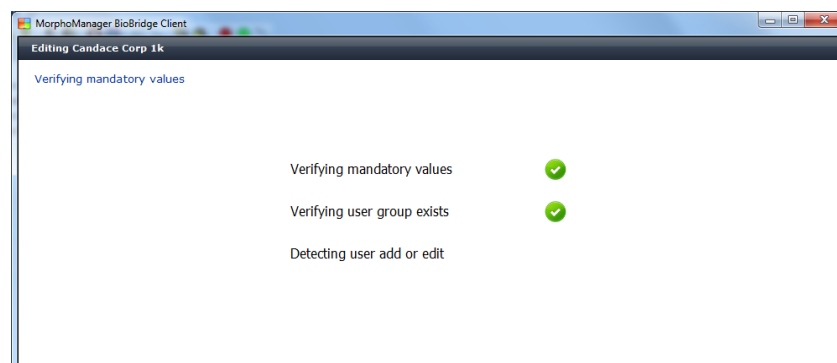 MorphoManager BioBridge Client
Editing Candace Corp 1k
Verifying mandatory values
Verifying mandatory values
Verifying user group exists
Detecting user add or edit